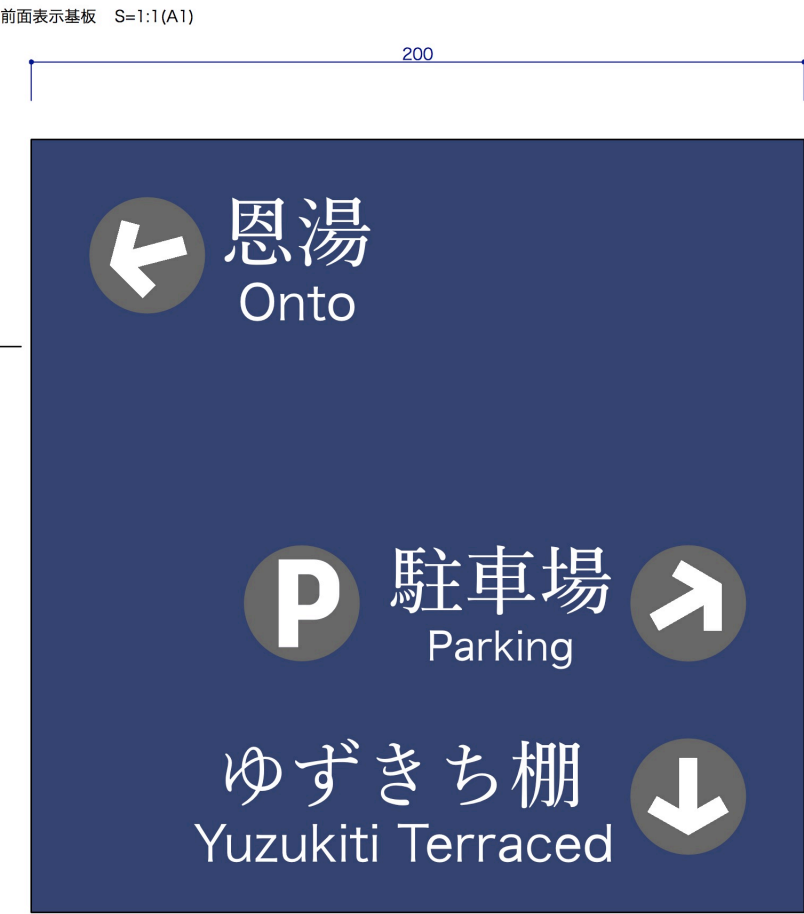 前面表示基板 S=1:1(A1)
200
恩湯
Onto
P 駐車場
Parking
ゆずきち棚
Yuzukiti Terraced